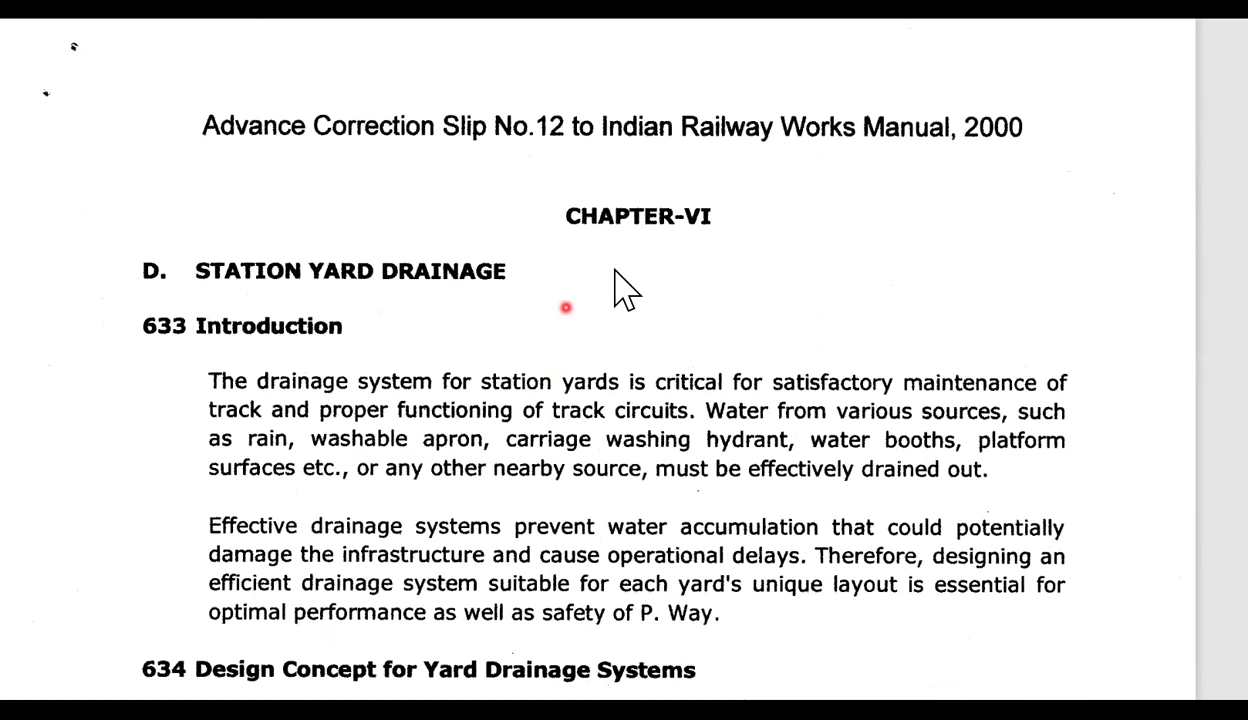 Advance Correction Slip No.12 to Indian Railway Works Manual, 2000
CHAPTER-VI
D. STATION YARD DRAINAGE
633 Introduction
The drainage system for station yards is critical for satisfactory maintenance of
track and proper functioning of track circuits. Water from various sources, such
as rain, washable apron, carriage washing hydrant, water booths, platform
surfaces etc., or any other nearby source, must be effectively drained out.
Effective drainage systems prevent water accumulation that could potentially
damage the infrastructure and cause operational delays. Therefore, designing an
efficient drainage system suitable for each yard's unique layout is essential for
optimal performance as well as safety of P. Way.
634 Design Concept for Yard Drainage Systems